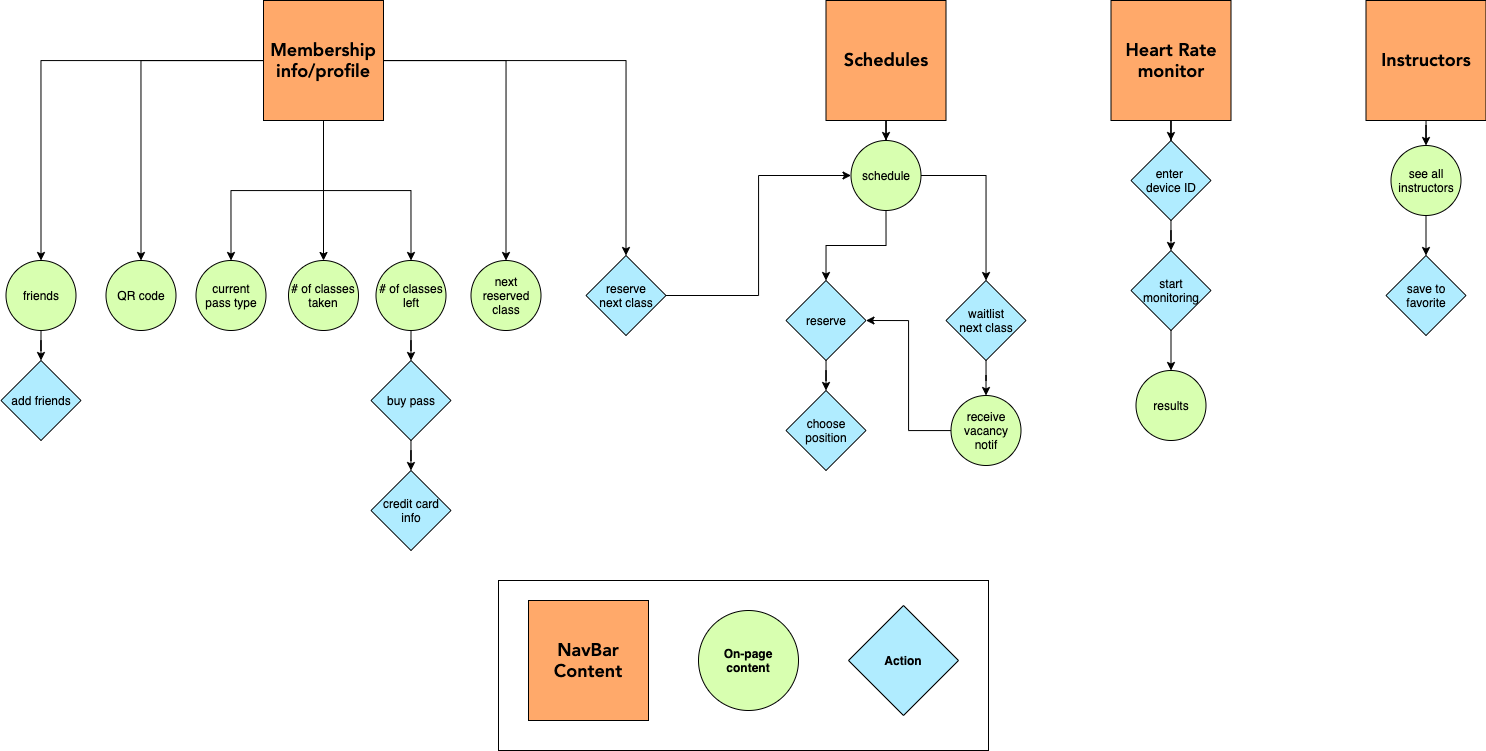 Membership
info/profile
Schedules
Heart Rate
monitor
Instructors
schedule
enter
device ID
see all
instructors
friends
QR code
current
pass type
# of classes
taken
# of classes
left
next
reserved
class
reserve
next class
reserve
waitlist
next class
start
monitoring
save to
favorite
add friends
buy pass
choose
position
receive
vacancy
notif
results
credit card
info
NavBar
Content
On-page
content
Action